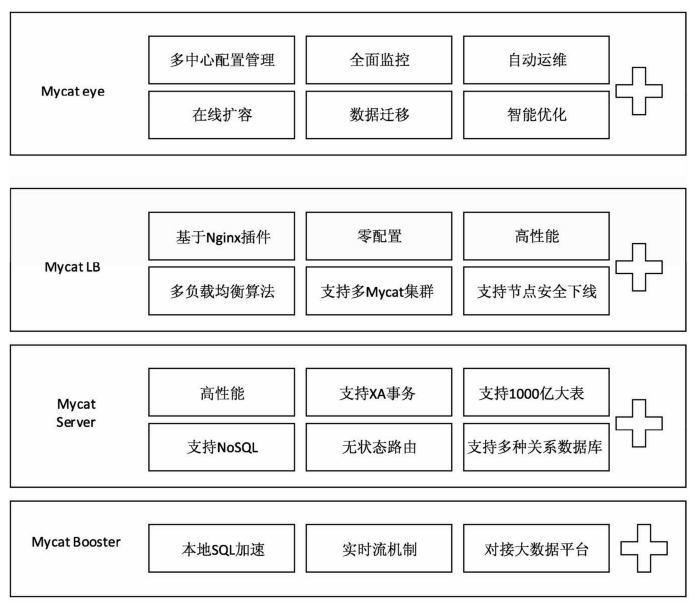 Mycat eye
多中心配置管理
全面监控
自动运维
在线扩容
数据迁移
智能优化
Mycat LB
基于Nginx插件
零配置
高性能
多负载均衡算法
支持多Mycat集群
支持节点安全下线
Mycat
Server
高性能
支持XA事务
支持1000亿大表
支持NoSQL
无状态路由
支持多种关系数据库
Mycat Booster
本地SQL加速
实时流机制
对接大数据平台